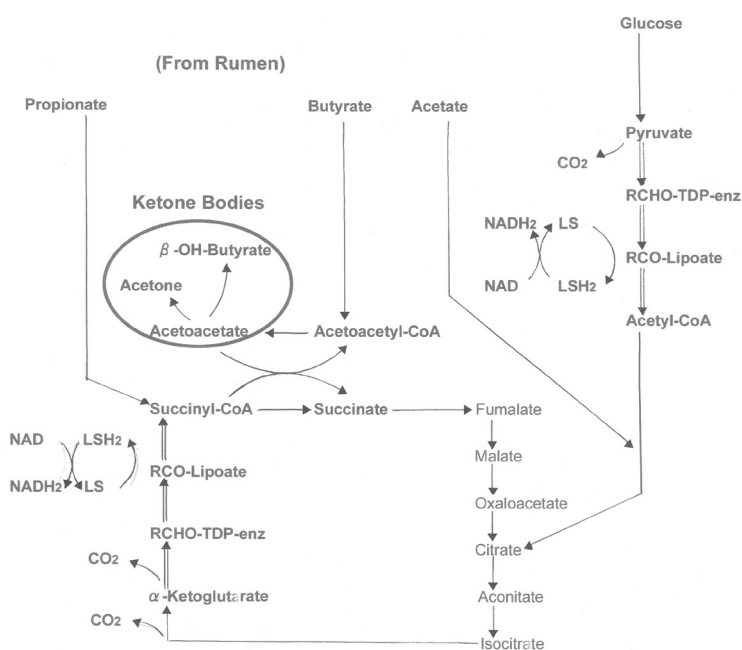 Glucose
(From Rumen)
Propionate
Butyrate
Acetate
Pyruvate
CO2
RCHO-TDP-enz
Ketone Bodies
NADH2
LS
β-OH-Butyrate
RCO-Lipoate
Acetone
NAD
LSH2
Acetyl-CoA
Acetoacetate
Acetoacetyl-CoA
Succinyl-CoA
Succinate
Fumalate
NAD
LSH2
Malate
RCO-Lipoate
NADH2
LS
Oxaloacetate
RCHO-TDP-enz
Citrate
CO2
α-Ketoglutarate
Aconitate
CO2
Isocitrate